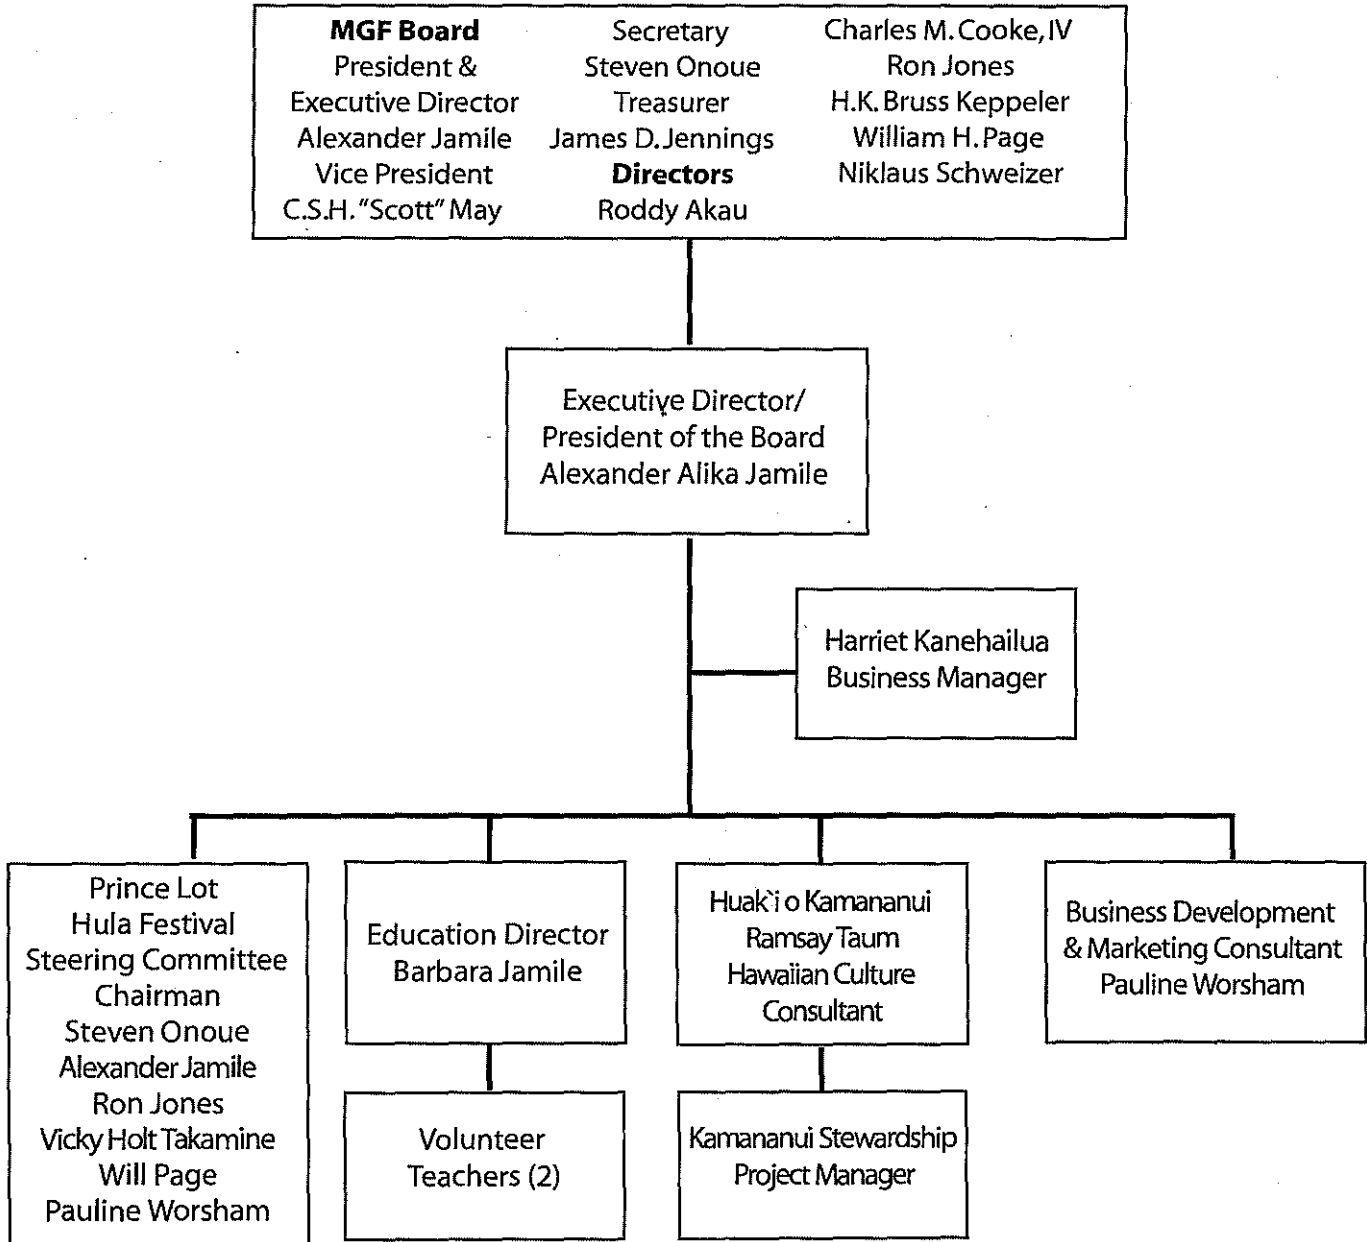 MGF Board
President &
Executive Director
Alexander Jamile
Vice President
C.S.H. "Scott" May
Secretary
Steven Onoue
Treasurer
James D. Jennings
Directors
Roddy Akau
Charles M. Cooke, IV
Ron Jones
H.K. Bruss Keppeler
William H. Page
Niklaus Schweizer
Executive Director/
President of the Board
Alexander Alika Jamile
Harriet Kanehailua
Business Manager
Prince Lot
Hula Festival
Steering Committee
Chairman
Steven Onoue
Alexander Jamile
Ron Jones
Vicky Holt Takamine
Will Page
Pauline Worsham
Education Director
Barbara Jamile
Volunteer
Teachers (2)
Huak`i o Kamananui
Ramsay Taum
Hawaiian Culture
Consultant
Kamananui Stewardship
Project Manager
Business Development
& Marketing Consultant
Pauline Worsham